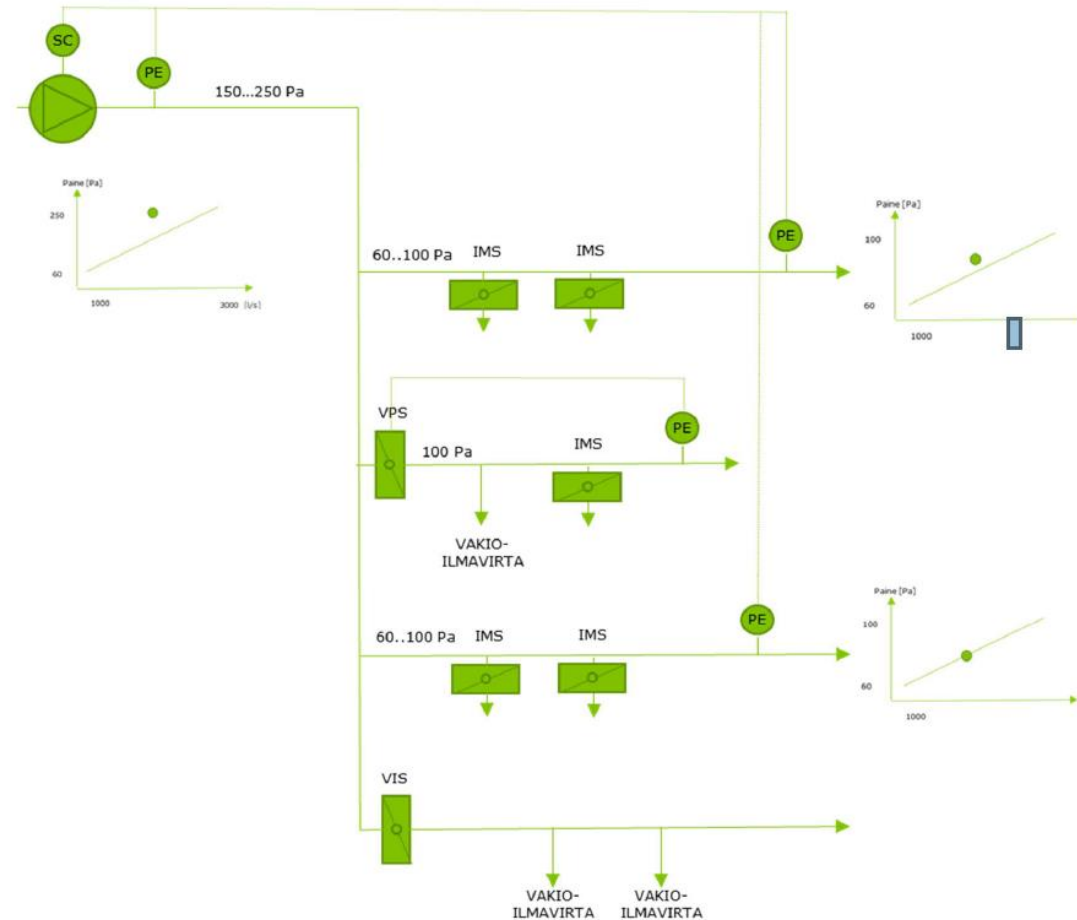 SC
PE
150...250 Pa
Paine [Pa]
250
60
1000
3000 [l/s]
60..100 Pa
IMS
IMS
PE
Paine [Pa]
100
60
1000
VPS
100 Pa
IMS
PE
VAKIO-
ILMAVIRTA
60..100 Pa
IMS
IMS
PE
Paine [Pa]
100
60
1000
VIS
VAKIO-
ILMAVIRTA
VAKIO-
ILMAVIRTA